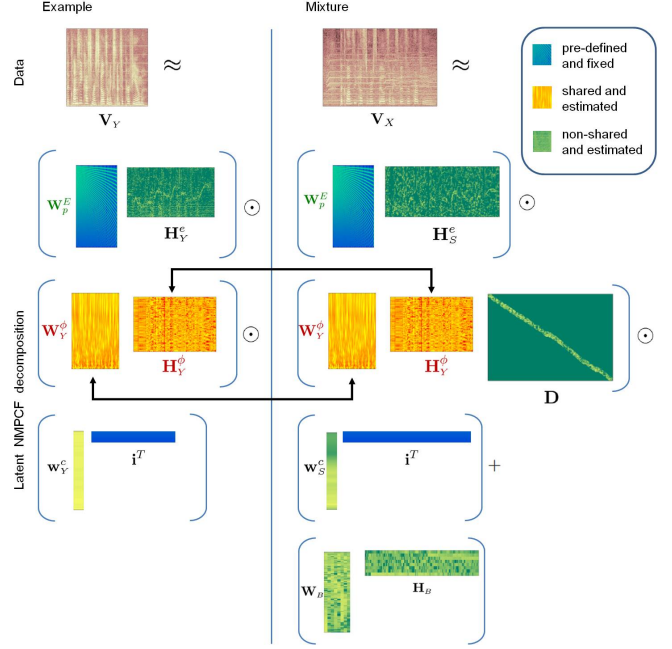 Example
Mixture
Data
≈
≈
V_Y
V_X
pre-defined
and fixed
shared and
estimated
non-shared
and estimated
W_p^E
H_Y^e
⊙
W_p^E
H_S^e
⊙
Latent NMPCF decomposition
W_Y^ϕ
H_Y^ϕ
⊙
W_Y^ϕ
H_Y^ϕ
D
⊙
w_Y^c
i^T
w_S^c
i^T
+
W_B
H_B